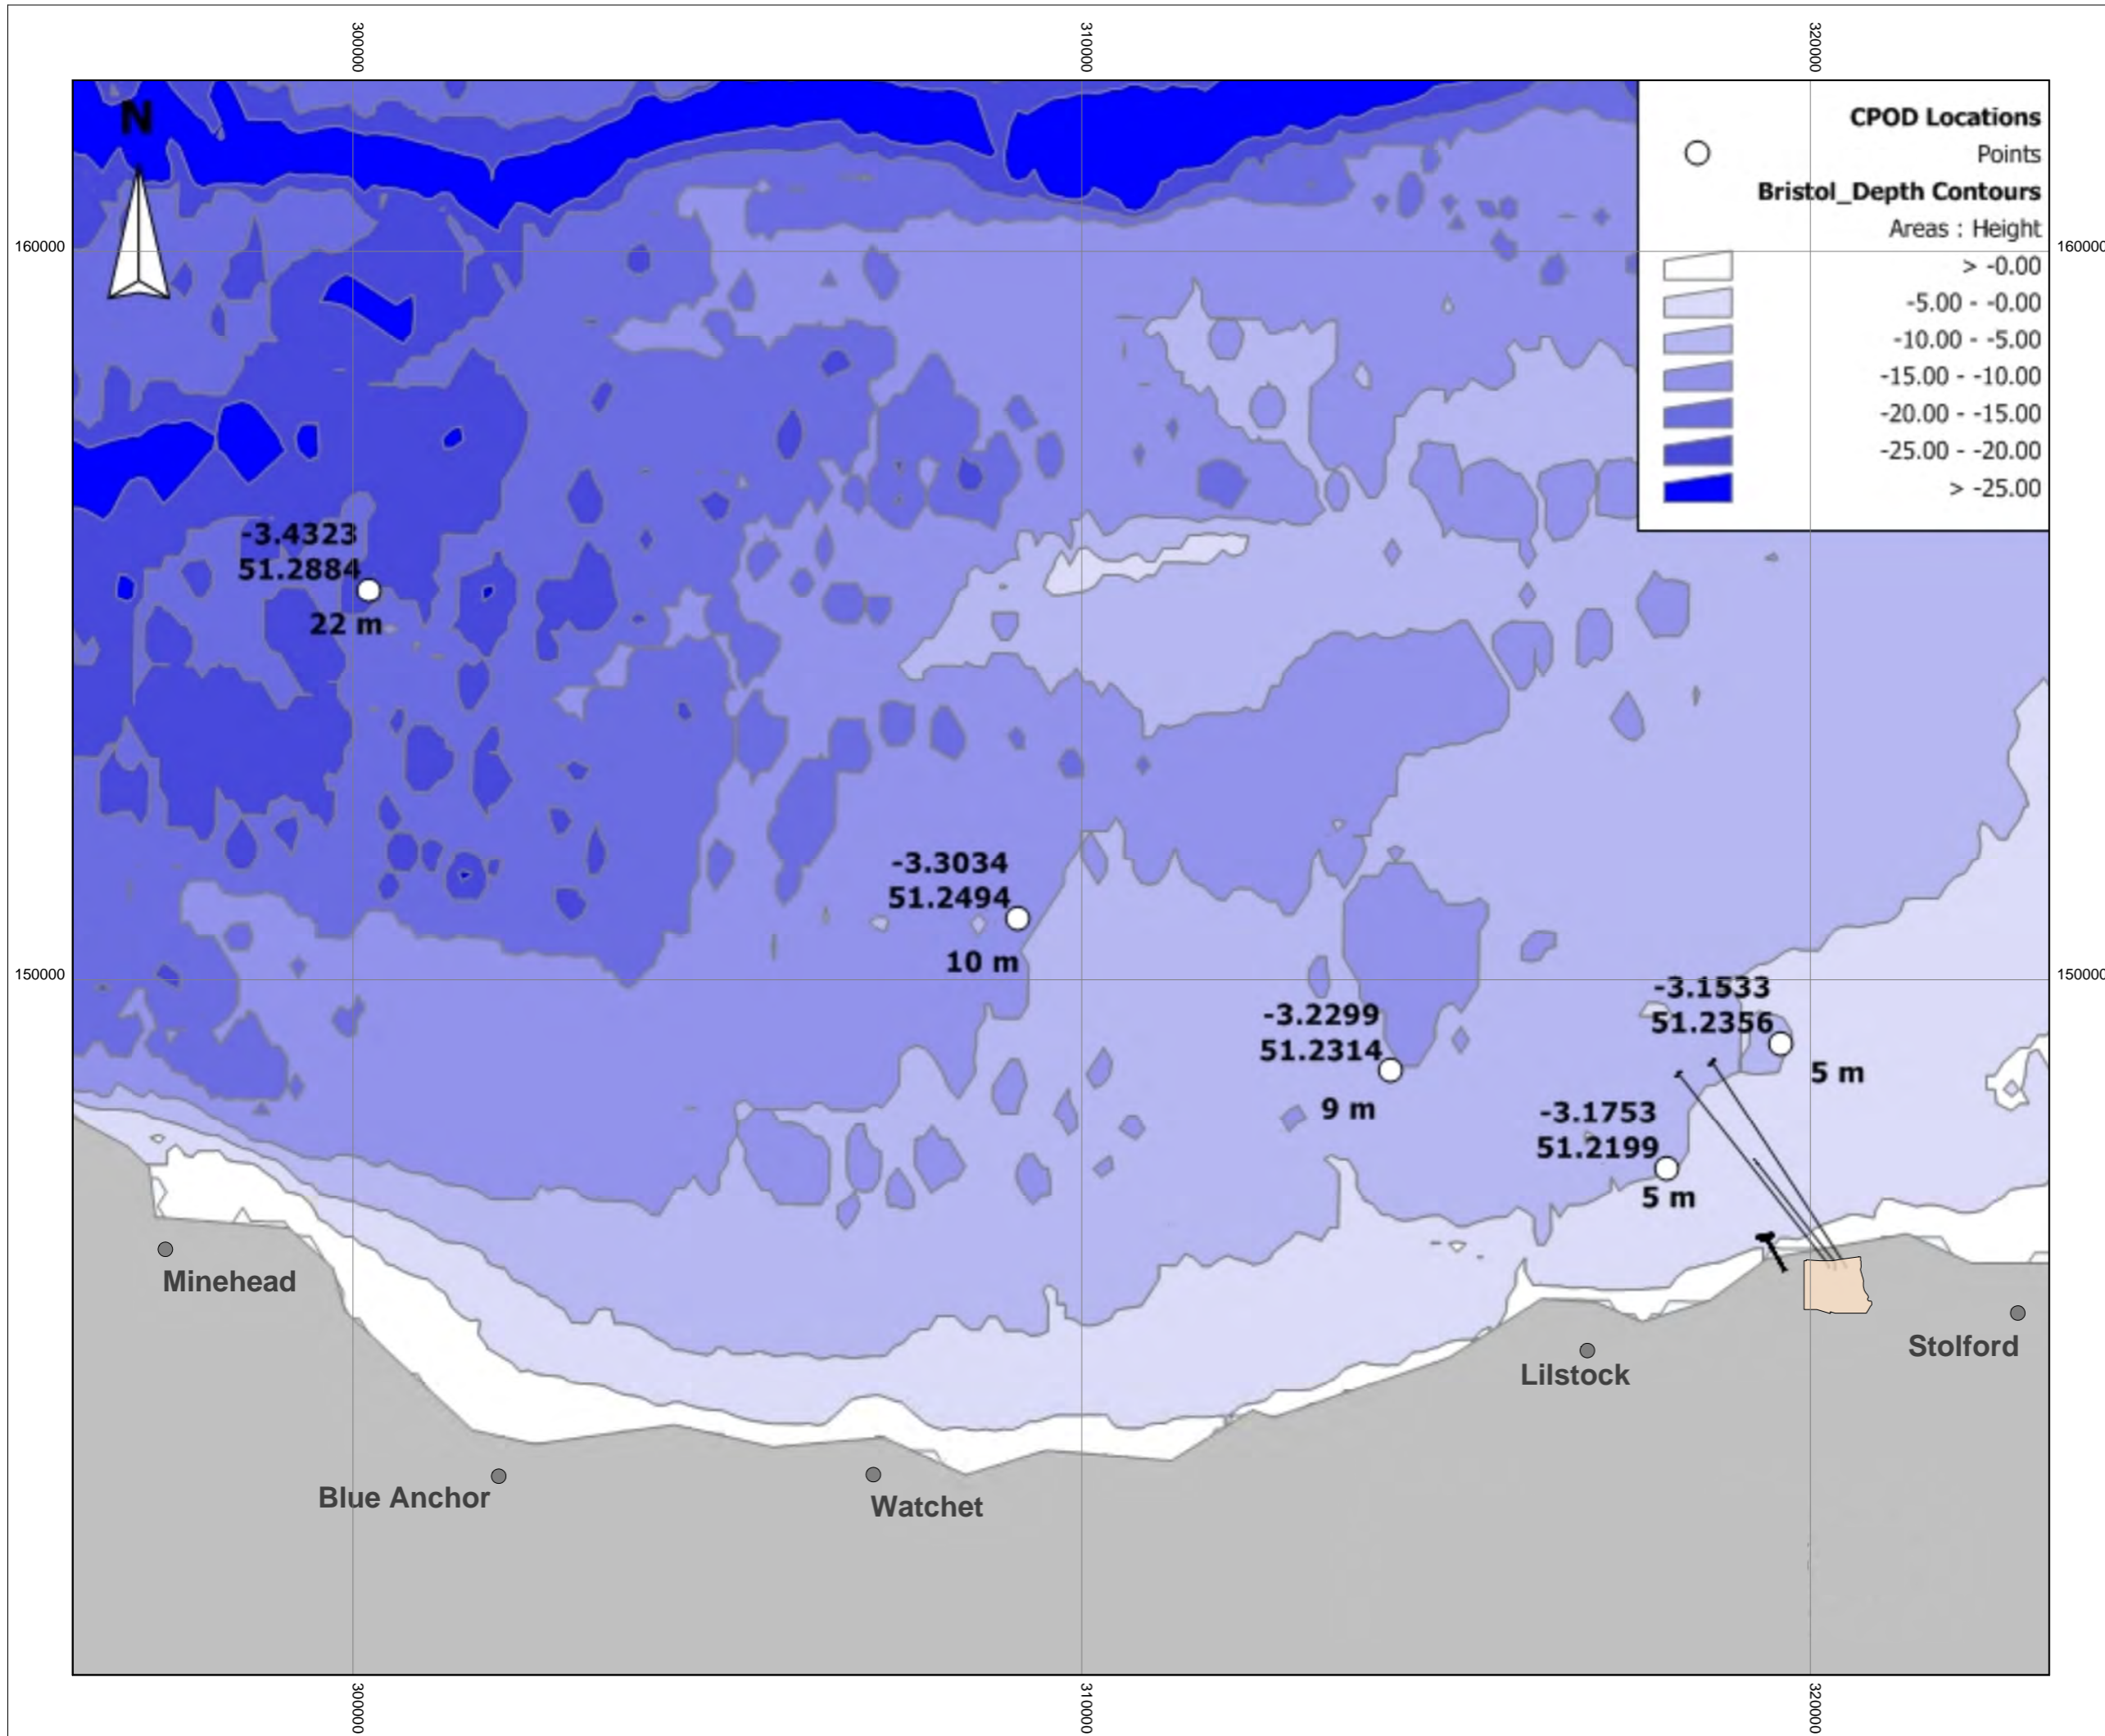 300000
310000
320000
N
CPOD Locations
Points
Bristol_Depth Contours
Areas : Height
> -0.00
-5.00 - -0.00
-10.00 - -5.00
-15.00 - -10.00
-20.00 - -15.00
-25.00 - -20.00
> -25.00
160000
160000
-3.4323
51.2884
22 m
-3.3034
51.2494
10 m
150000
150000
-3.2299
51.2314
9 m
-3.1533
51.2356
5 m
-3.1753
51.2199
5 m
Minehead
Stolford
Lilstock
Blue Anchor
Watchet
300000
310000
320000